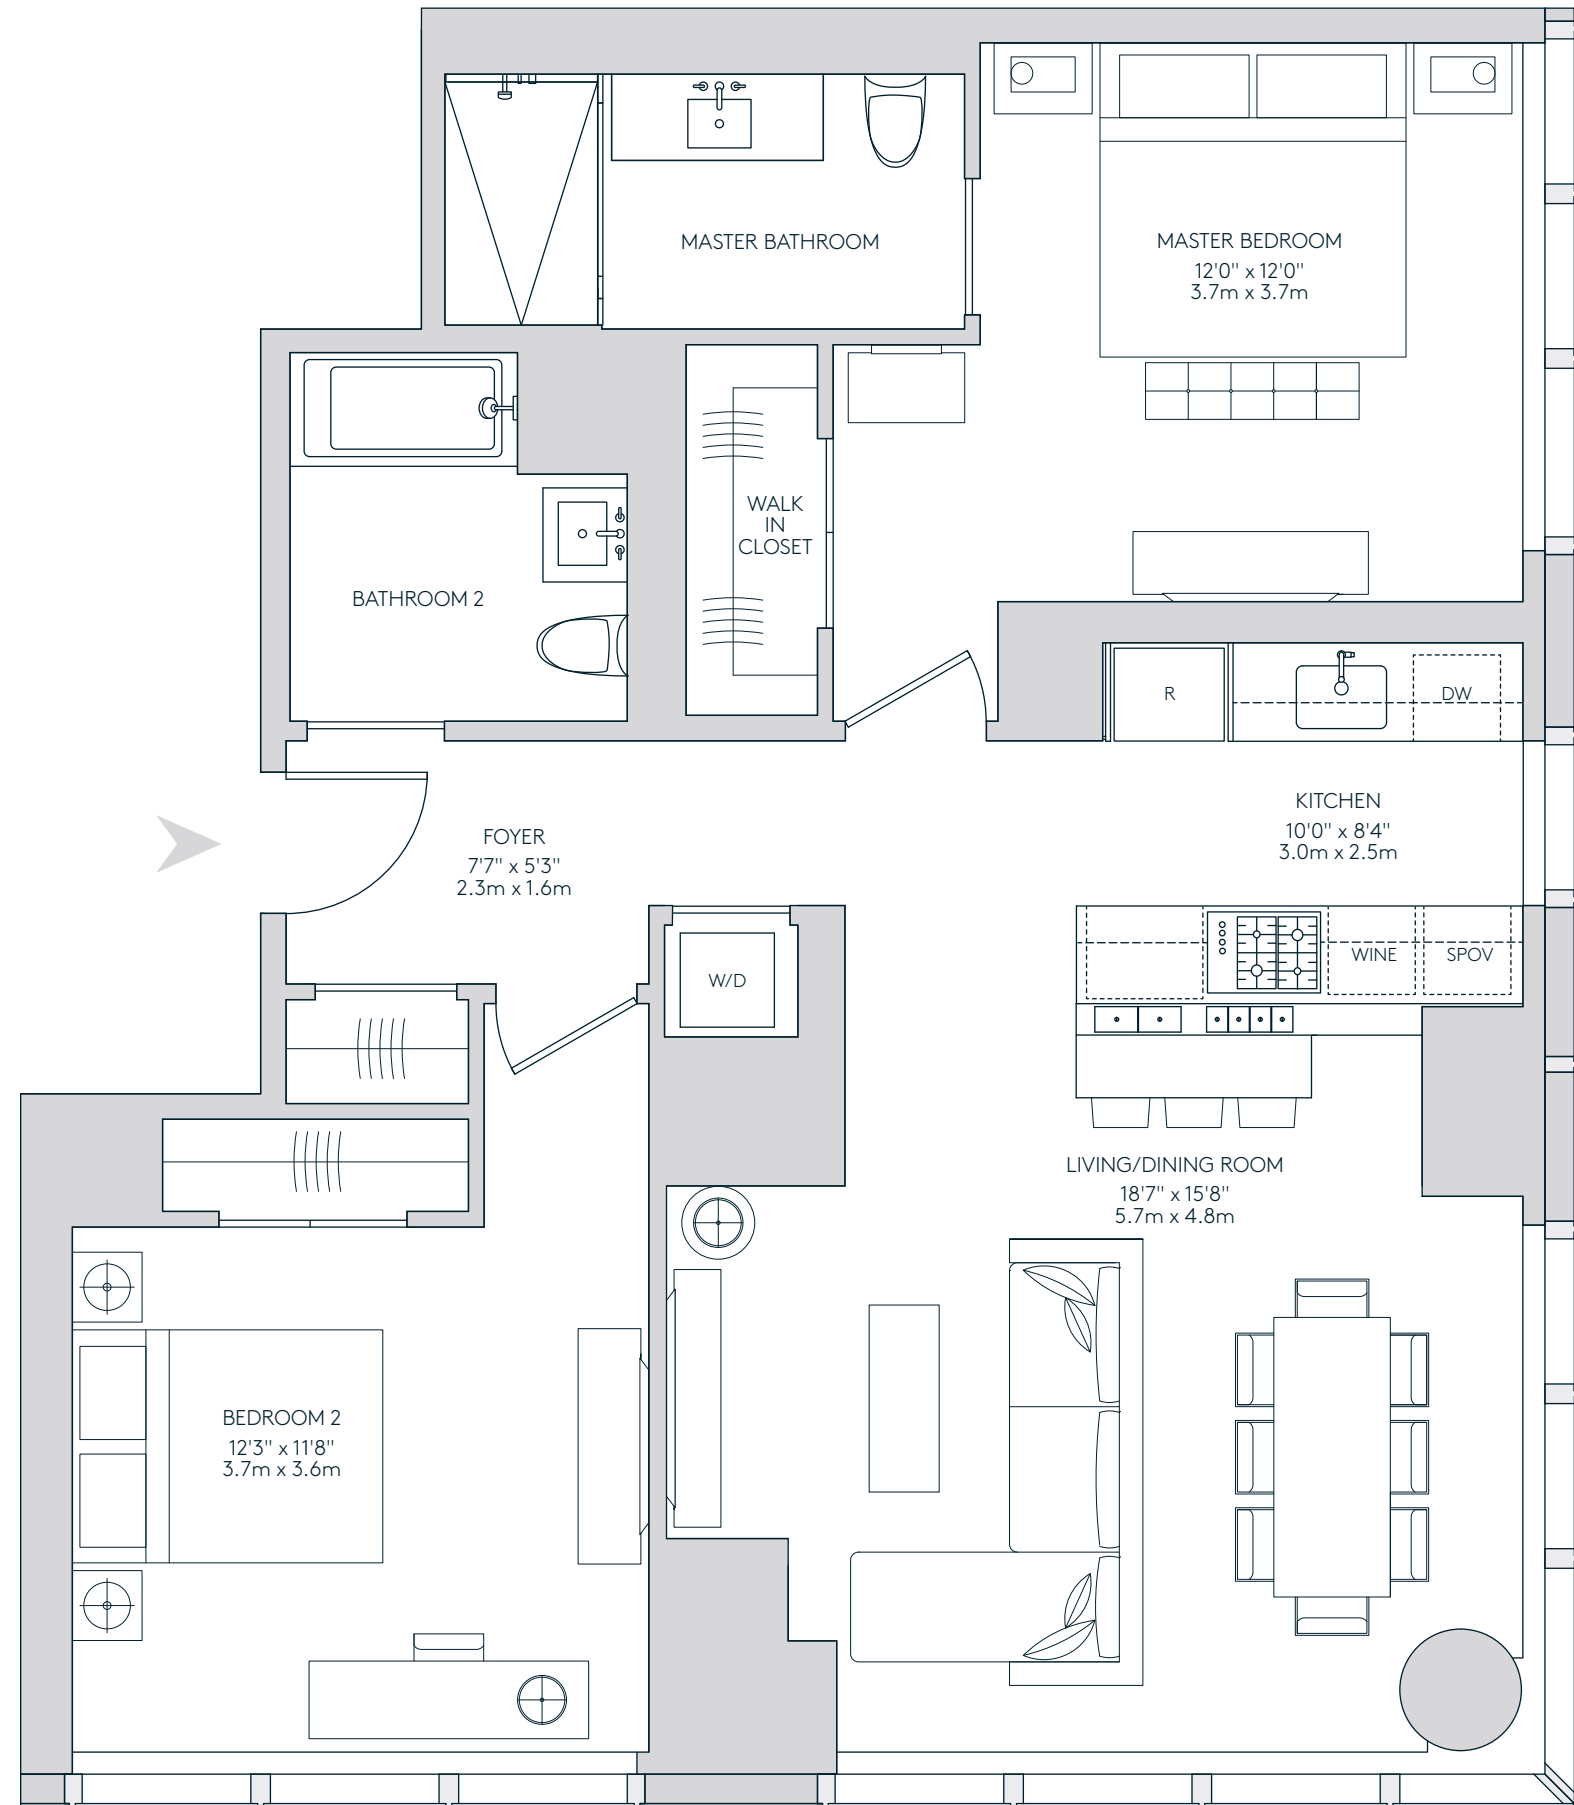 MASTER BATHROOM
MASTER BEDROOM
12'0" x 12'0"
3.7m x 3.7m
WALK
IN
CLOSET
BATHROOM 2
R
DW
KITCHEN
10'0" x 8'4"
3.0m x 2.5m
FOYER
7'7" x 5'3"
2.3m x 1.6m
W/D
WINE
SPOV
LIVING/DINING ROOM
18'7" x 15'8"
5.7m x 4.8m
BEDROOM 2
12'3" x 11'8"
3.7m x 3.6m